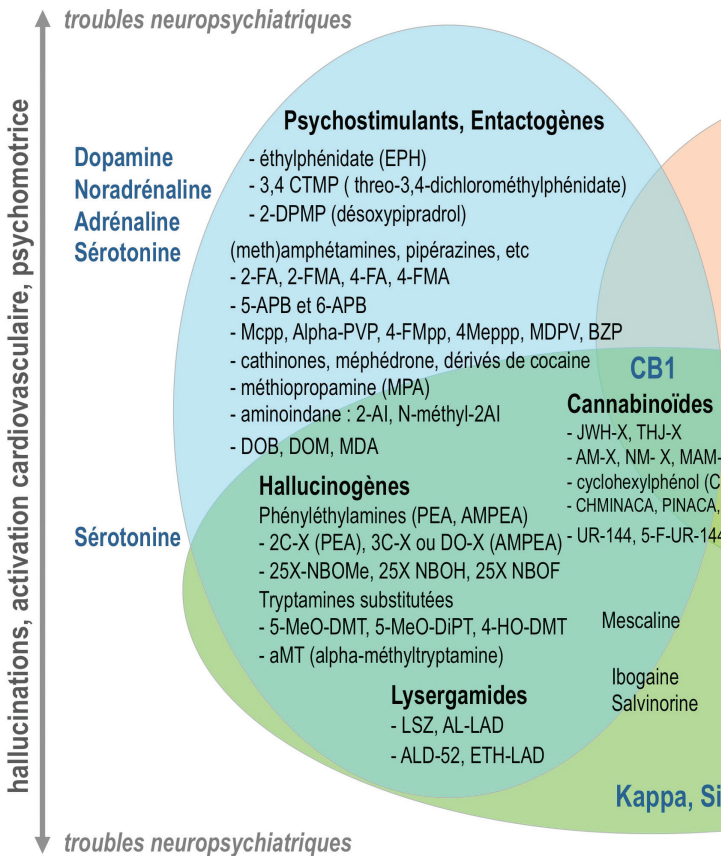 troubles neuropsychiatriques
hallucinations, activation cardiovasculaire, psychomotrice
Psychostimulants, Entactogènes
Dopamine
Noradrénaline
Adrénaline
Sérotonine
- éthylphénidate (EPH)
- 3,4 CTMP ( threo-3,4-dichlorométhylphénidate)
- 2-DPMP (désoxypipradrol)
(meth)amphétamines, pipérazines, etc
- 2-FA, 2-FMA, 4-FA, 4-FMA
- 5-APB et 6-APB
- Mcpp, Alpha-PVP, 4-FMpp, 4Meppp, MDPV, BZP
- cathinones, méphédrone, dérivés de cocaine
- méthiopropamine (MPA)
- aminoindane : 2-AI, N-méthyl-2AI
- DOB, DOM, MDA
CB1
Cannabinoïdes
- JWH-X, THJ-X
- AM-X, NM- X, MAM-
- cyclohexylphénol (C
- CHMINACA, PINACA,
- UR-144, 5-F-UR-144
Hallucinogènes
Sérotonine
Phényléthylamines (PEA, AMPEA)
- 2C-X (PEA), 3C-X ou DO-X (AMPEA)
- 25X-NBOMe, 25X NBOH, 25X NBOF
Tryptamines substitutées
- 5-MeO-DMT, 5-MeO-DiPT, 4-HO-DMT
- aMT (alpha-méthyltryptamine)
Mescaline
Ibogaine
Salvinorine
Lysergamides
- LSZ, AL-LAD
- ALD-52, ETH-LAD
Kappa, Si
troubles neuropsychiatriques